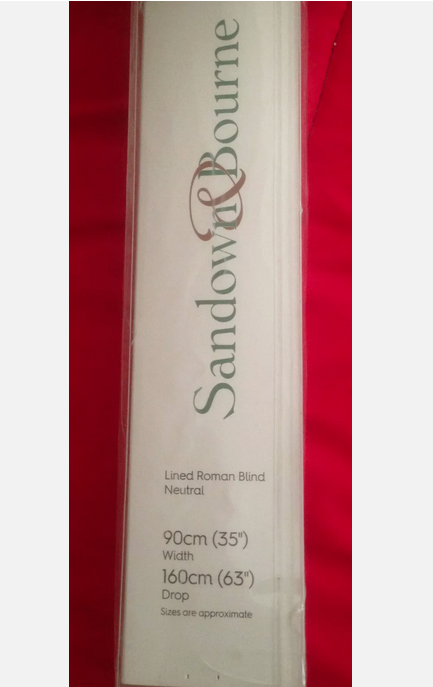 Sandown & Bourne
Lined Roman Blind
Neutral
90cm (35")
Width
160cm (63")
Drop
Sizes are approximate